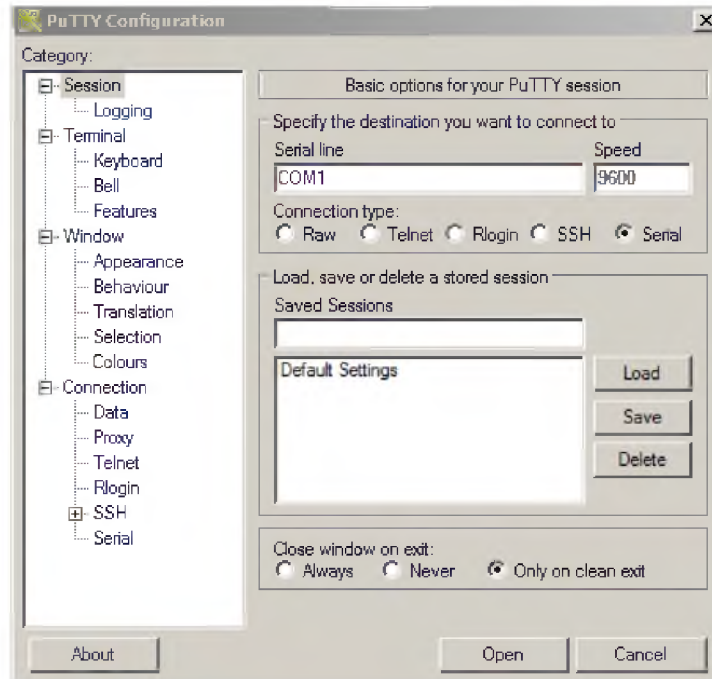 PuTTY Configuration
Category:
Session
Logging
Terminal
Keyboard
Bell
Features
Window
Appearance
Behaviour
Translation
Selection
Colours
Connection
Data
Proxy
Telnet
Rlogin
SSH
Serial
Basic options for your PuTTY session
Specify the destination you want to connect to
Serial line Speed
COM1 9600
Connection type:
Raw Telnet Rlogin SSH Serial
Load, save or delete a stored session
Saved Sessions
Default Settings
Load
Save
Delete
Close window on exit:
Always Never Only on clean exit
About Open Cancel